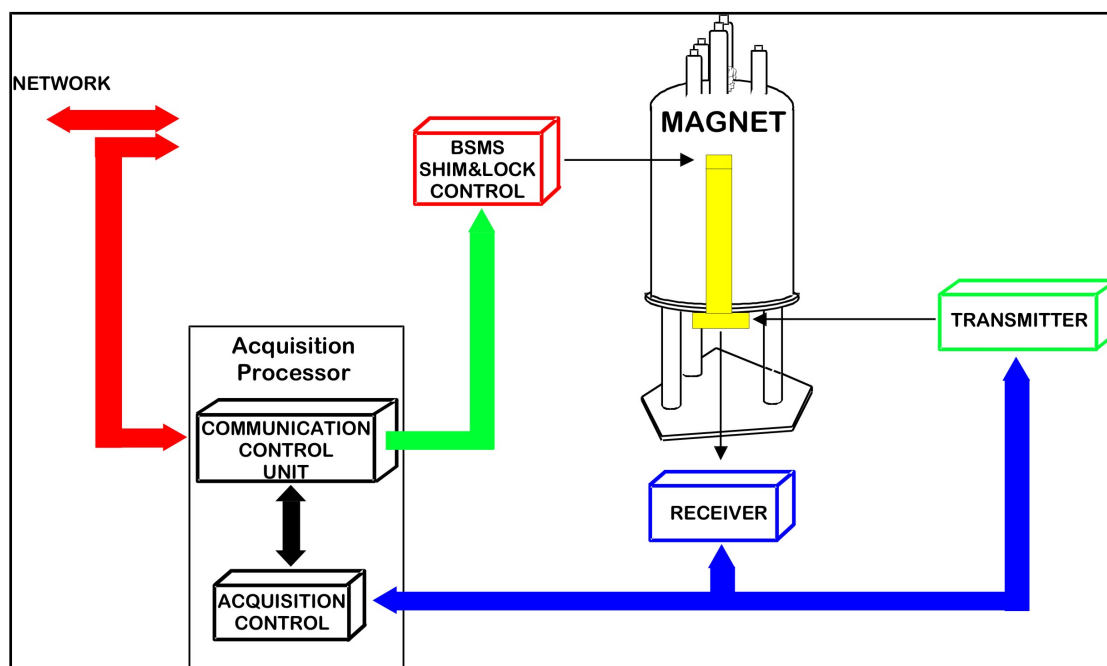 NETWORK
BSMS
SHIM&LOCK
CONTROL
MAGNET
TRANSMITTER
Acquisition
Processor
COMMUNICATION
CONTROL
UNIT
RECEIVER
ACQUISITION
CONTROL